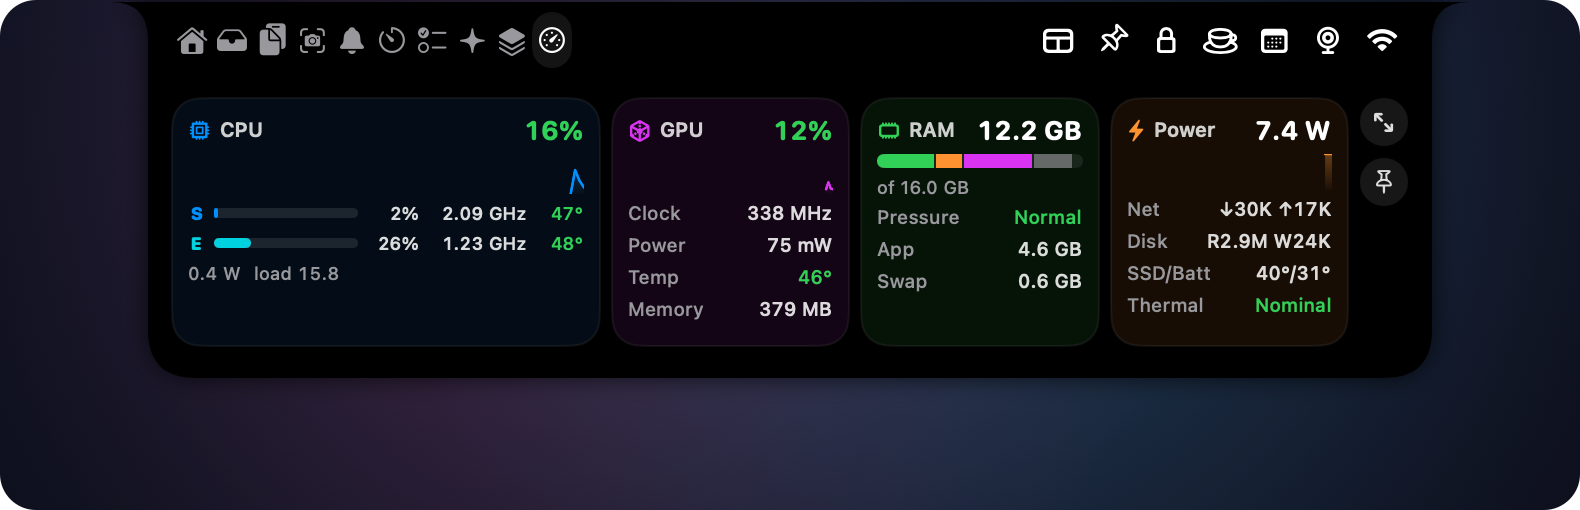 CPU 16%
S 2% 2.09 GHz 47°
E 26% 1.23 GHz 48°
0.4 W load 15.8
GPU 12%
Clock 338 MHz
Power 75 mW
Temp 46°
Memory 379 MB
RAM 12.2 GB
of 16.0 GB
Pressure Normal
App 4.6 GB
Swap 0.6 GB
Power 7.4 W
Net ↓30K ↑17K
Disk R2.9M W24K
SSD/Batt 40°/31°
Thermal Nominal